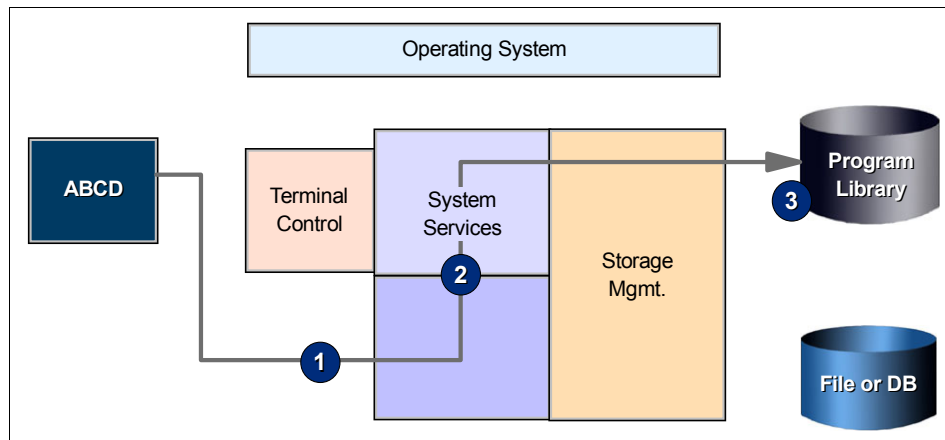 Operating System
ABCD
Terminal
Control
System
Services
Storage
Mgmt.
Program
Library
File or DB
1
2
3